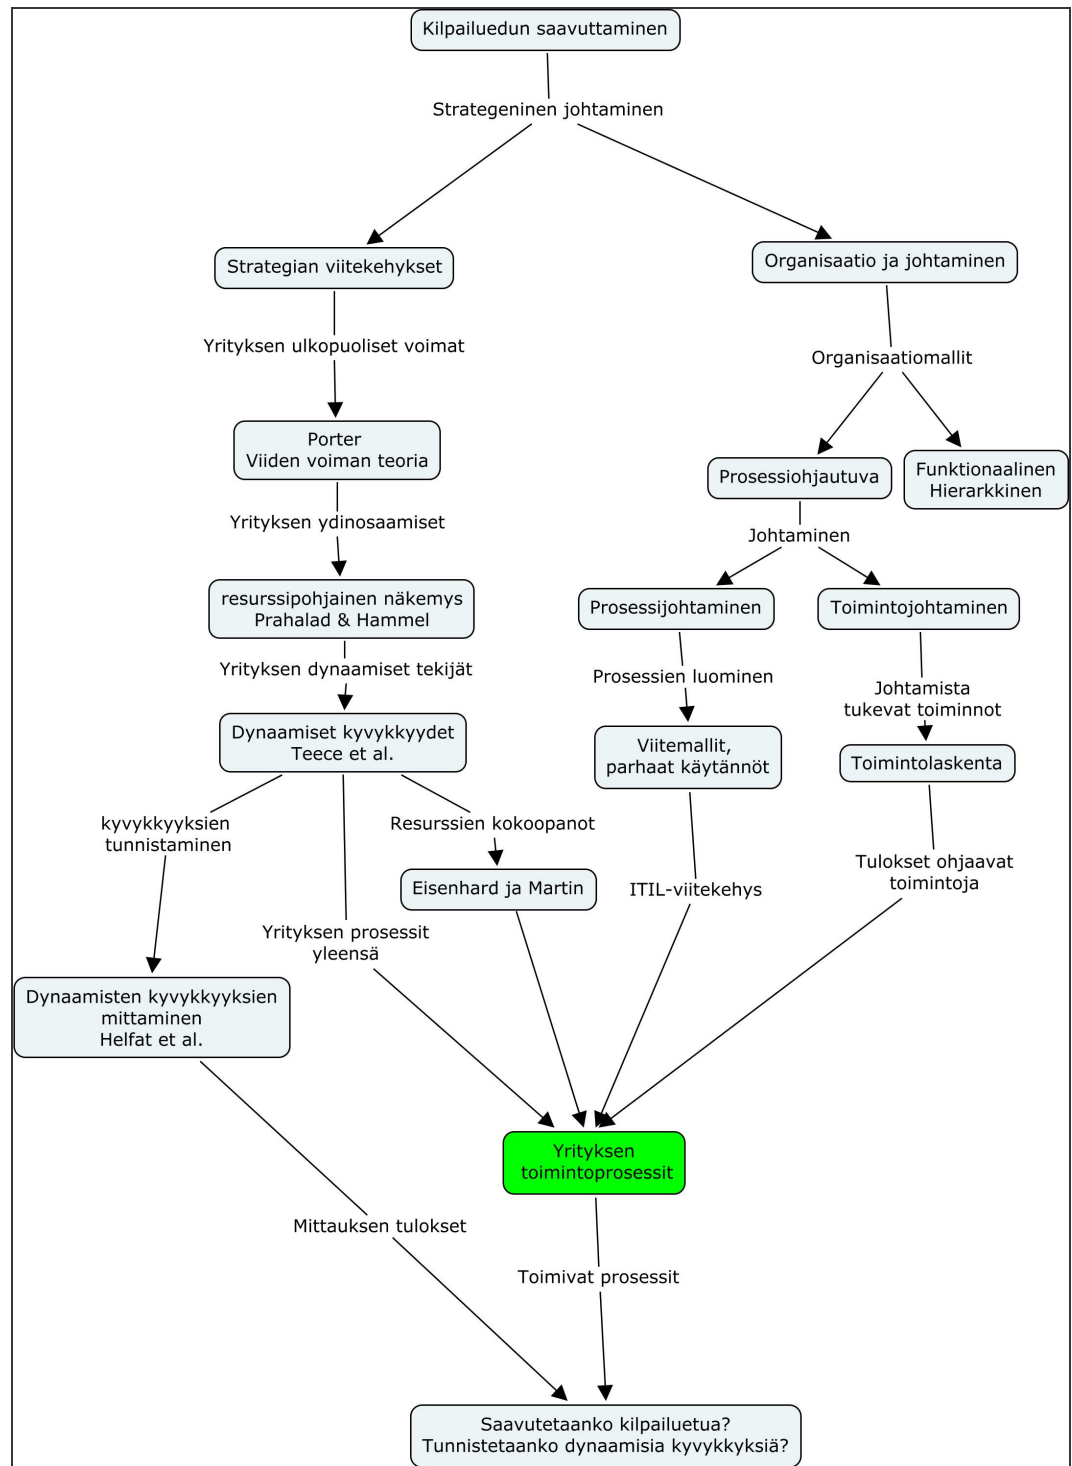 Kilpailuedun saavuttaminen
Strategeninen johtaminen
Strategian viitekehykset
Organisaatio ja johtaminen
Yrityksen ulkopuoliset voimat
Organisaatiomallit
Porter
Viiden voiman teoria
Prosessiohjautuva
Funktionaalinen
Hierarkkinen
Yrityksen ydinosaamiset
Johtaminen
resurssipohjainen näkemys
Prahalad & Hammel
Prosessijohtaminen
Toimintojohtaminen
Yrityksen dynaamiset tekijät
Prosessien luominen
Johtamista
tukevat toiminnot
Dynaamiset kyvykkyydet
Teece et al.
Viitemallit,
parhaat käytännöt
Toimintolaskenta
kyvykkyyksien
tunnistaminen
Resurssien kokoopanot
Eisenhard ja Martin
ITIL-viitekehys
Tulokset ohjaavat
toimintoja
Yrityksen prosessit
yleensä
Dynaamisten kyvykkyyksien
mittaminen
Helfat et al.
Yrityksen
toimintoprosessit
Mittauksen tulokset
Toimivat prosessit
Saavutetaanko kilpailuetua?
Tunnistetaanko dynaamisia kyvykkyksiä?